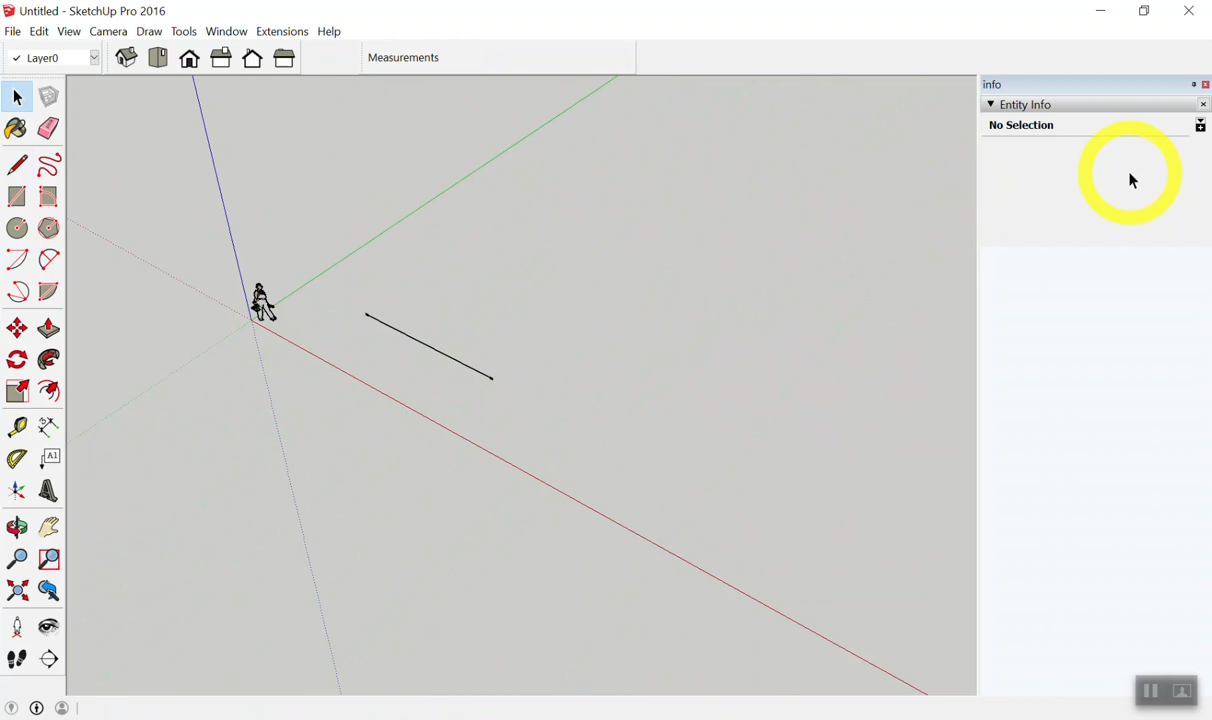 Untitled - SketchUp Pro 2016
File Edit View Camera Draw Tools Window Extensions Help
Layer0
Measurements
info
Entity Info
No Selection
A1